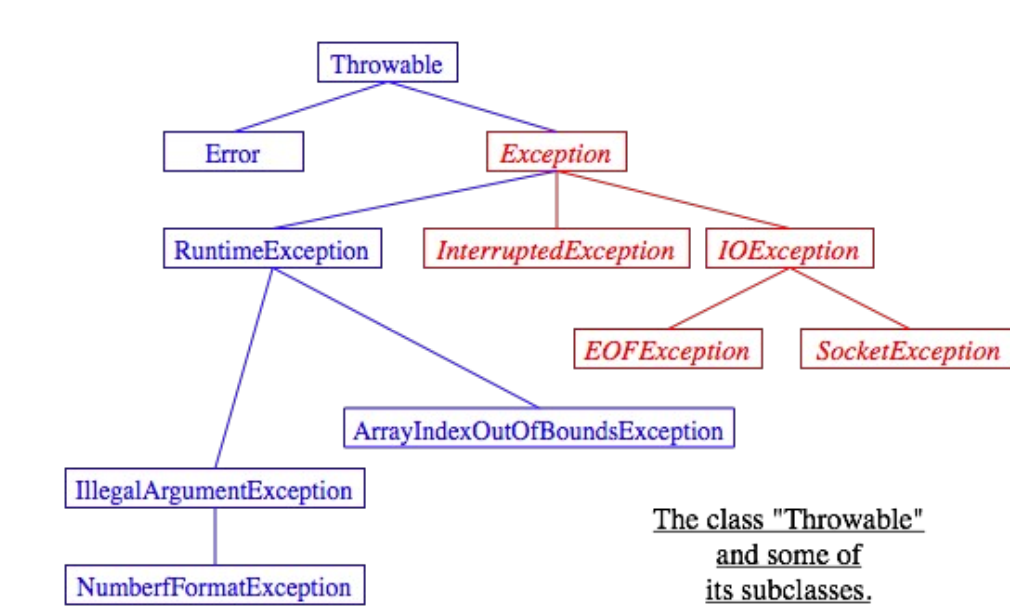 Throwable
Error
Exception
RuntimeException
InterruptedException
IOException
EOFException
SocketException
ArrayIndexOutOfBoundsException
IllegalArgumentException
NumberfFormatException
The class "Throwable"
and some of
its subclasses.